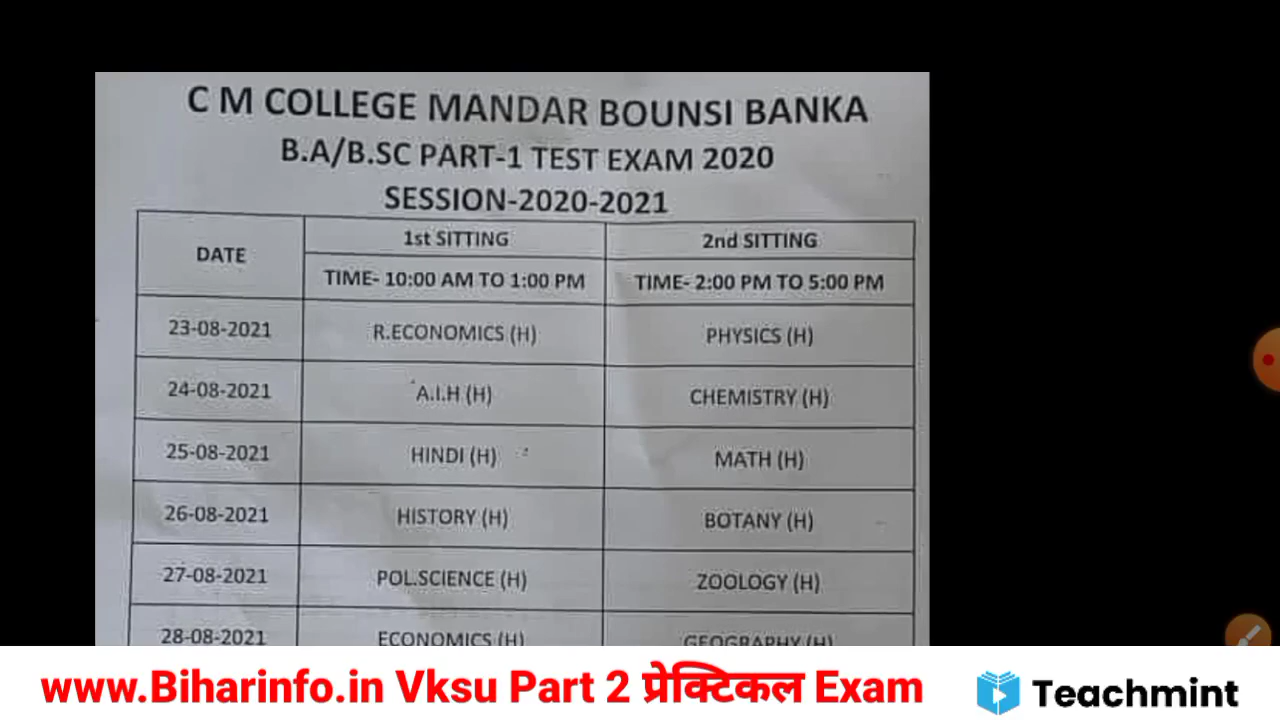 C M COLLEGE MANDAR BOUNSI BANKA
B.A/B.SC PART-1 TEST EXAM 2020
SESSION-2020-2021
DATE 1st SITTING 2nd SITTING
TIME- 10:00 AM TO 1:00 PM TIME- 2:00 PM TO 5:00 PM
23-08-2021 R.ECONOMICS (H) PHYSICS (H)
24-08-2021 A.I.H (H) CHEMISTRY (H)
25-08-2021 HINDI (H) MATH (H)
26-08-2021 HISTORY (H) BOTANY (H)
27-08-2021 POL.SCIENCE (H) ZOOLOGY (H)
28-08-2021 ECONOMICS (H) GEOGRAPHY (H)
www.Biharinfo.in Vksu Part 2 प्रेक्टिकल Exam
Teachmint